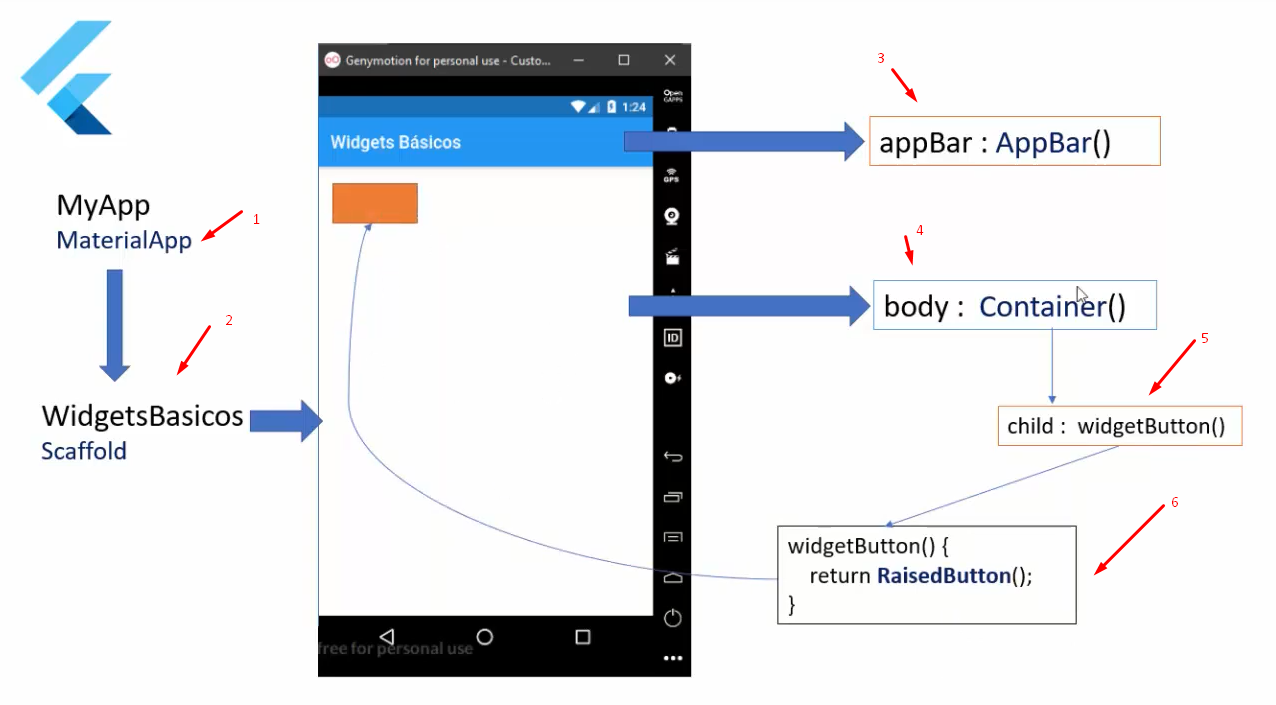 Genymotion for personal use - Custo...
Open
GAPPS
1:24
Widgets Básicos
GPS
ID
free for personal use
MyApp
MaterialApp
1
2
WidgetsBasicos
Scaffold
3
appBar : AppBar()
4
body : Container()
5
child : widgetButton()
6
widgetButton() {
return RaisedButton();
}